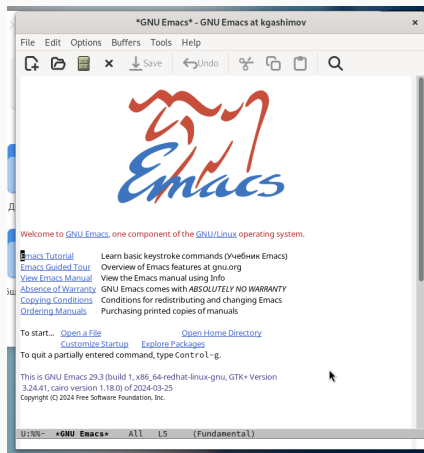 *GNU Emacs* - GNU Emacs at kgashimov
File Edit Options Buffers Tools Help
Save Undo
Emacs
Welcome to GNU Emacs, one component of the GNU/Linux operating system.
Emacs Tutorial Learn basic keystroke commands (Учебник Emacs)
Emacs Guided Tour Overview of Emacs features at gnu.org
View Emacs Manual View the Emacs manual using Info
Absence of Warranty GNU Emacs comes with ABSOLUTELY NO WARRANTY
Copying Conditions Conditions for redistributing and changing Emacs
Ordering Manuals Purchasing printed copies of manuals
To start... Open a File Open Home Directory
Customize Startup Explore Packages
To quit a partially entered command, type Control-g.
This is GNU Emacs 29.3 (build 1, x86_64-redhat-linux-gnu, GTK+ Version
3.24.41, cairo version 1.18.0) of 2024-03-25
Copyright (C) 2024 Free Software Foundation, Inc.
U:%%- *GNU Emacs* All L5 (Fundamental)